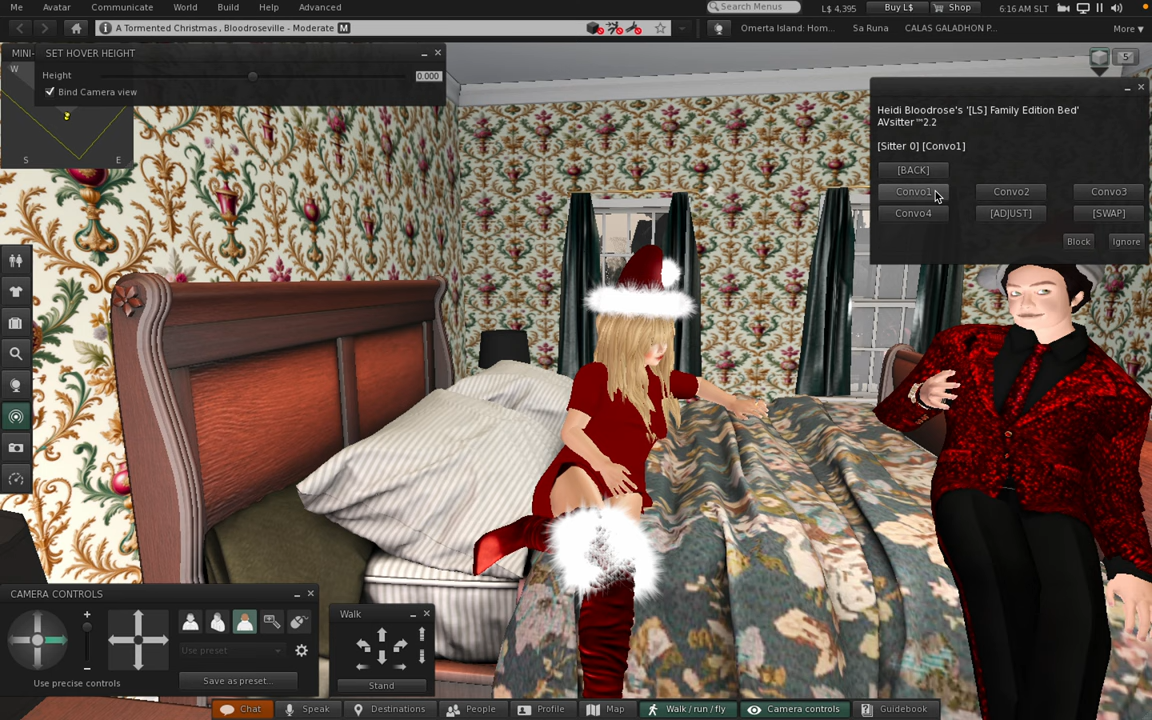 Me Avatar Communicate World Build Help Advanced
Search Menus L$ 4,395 Buy L$ Shop 6:16 AM SLT
A Tormented Christmas , Bloodroseville - Moderate M
Omerta Island: Hom... Sa Runa CALAS GALADHON P... More ▼
MINI-
SET HOVER HEIGHT
W
S E
Height 0.000
Bind Camera view
5
Heidi Bloodrose's '[LS] Family Edition Bed'
AVsitter™2.2
[Sitter 0] [Convo1]
[BACK]
Convo1 Convo2 Convo3
Convo4 [ADJUST] [SWAP]
Block Ignore
CAMERA CONTROLS
Use preset
Use precise controls
Save as preset...
Walk
Stand
Chat Speak Destinations People Profile Map Walk / run / fly Camera controls Guidebook